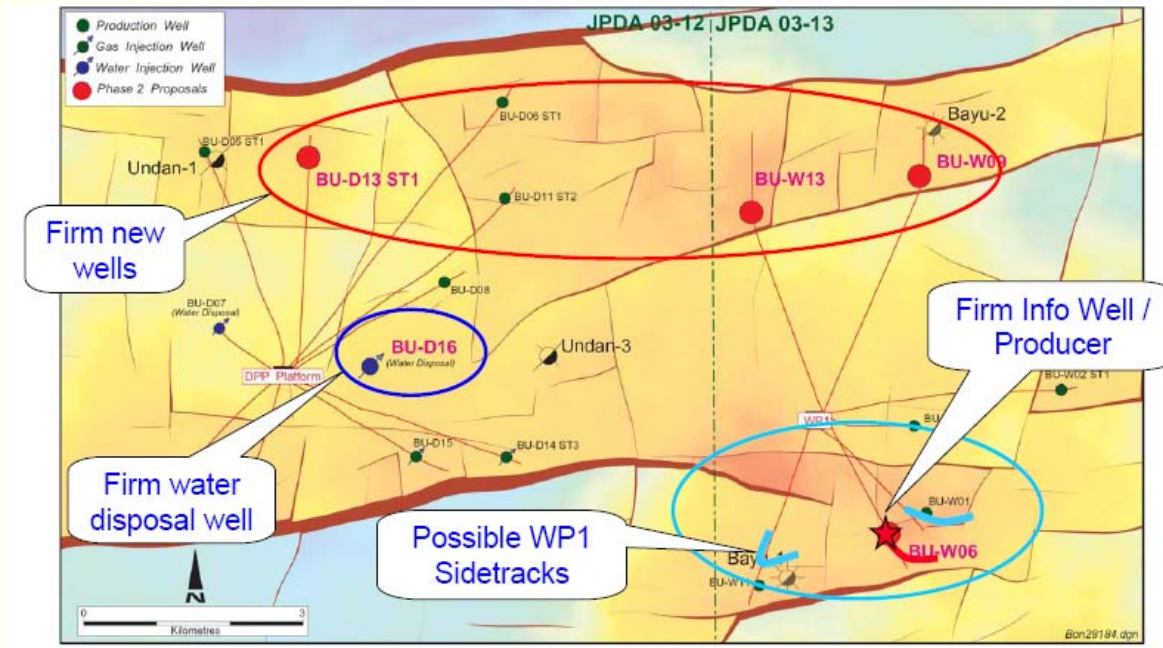 Production Well
Gas Injection Well
Water Injection Well
Phase 2 Proposals
JPDA 03-12
JPDA 03-13
BU-D06 ST1
Bayu-2
BU-D05 ST1
Undan-1
BU-D13 ST1
BU-W13
BU-W09
BU-D11 ST2
Firm new
wells
BU-D08
BU-D07
(Water Disposal)
Firm Info Well /
Producer
BU-D16
(Water Disposal)
Undan-3
DPP Platform
BU-W02 ST1
WP1
BU-D15
BU-D14 ST3
Firm water
disposal well
BU-W01
Possible WP1
Sidetracks
BU-W06
N
0
3
Kilometres
Bon28184.dgn